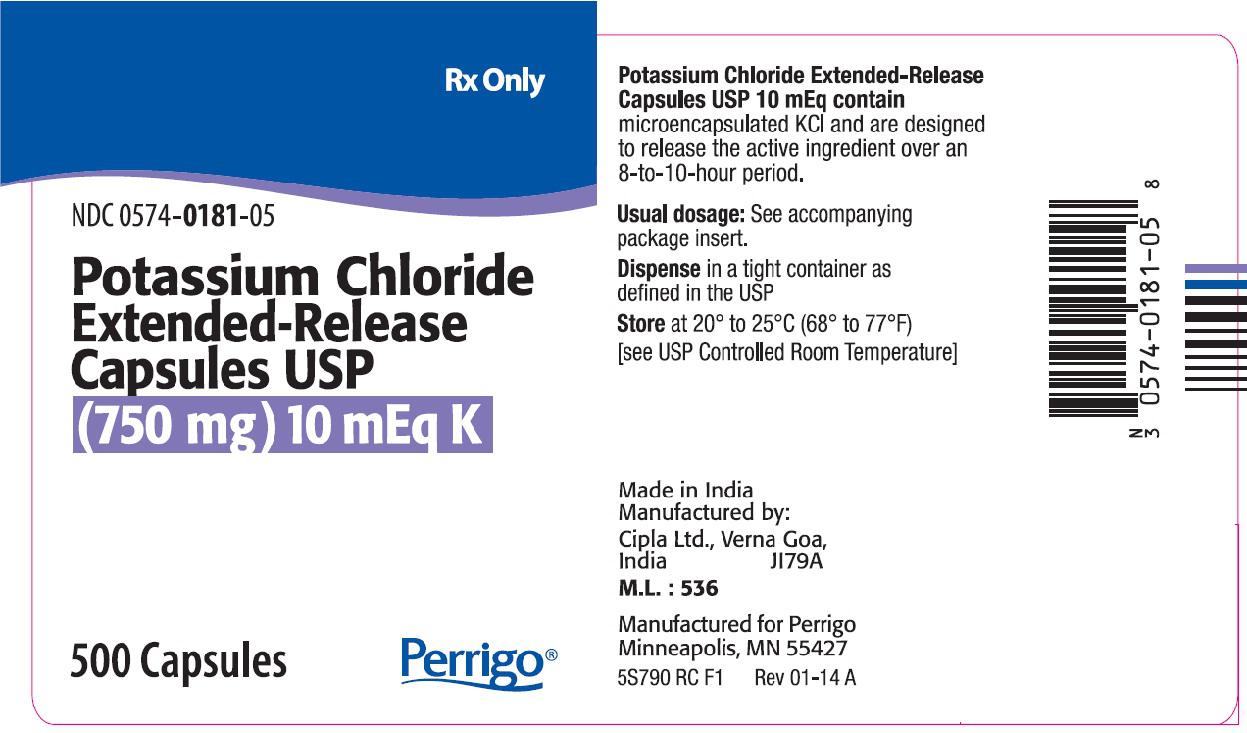 Rx Only
NDC 0574-0181-05
Potassium Chloride
Extended-Release
Capsules USP
(750 mg) 10 mEq K
500 Capsules
Perrigo®
Potassium Chloride Extended-Release
Capsules USP 10 mEq contain
microencapsulated KCl and are designed
to release the active ingredient over an
8-to-10-hour period.
Usual dosage: See accompanying
package insert.
Dispense in a tight container as
defined in the USP
Store at 20° to 25°C (68° to 77°F)
[see USP Controlled Room Temperature]
Made in India
Manufactured by:
Cipla Ltd., Verna Goa,
India JI79A
M.L. : 536
Manufactured for Perrigo
Minneapolis, MN 55427
5S790 RC F1 Rev 01-14 A
N
3 0574-0181-05 8